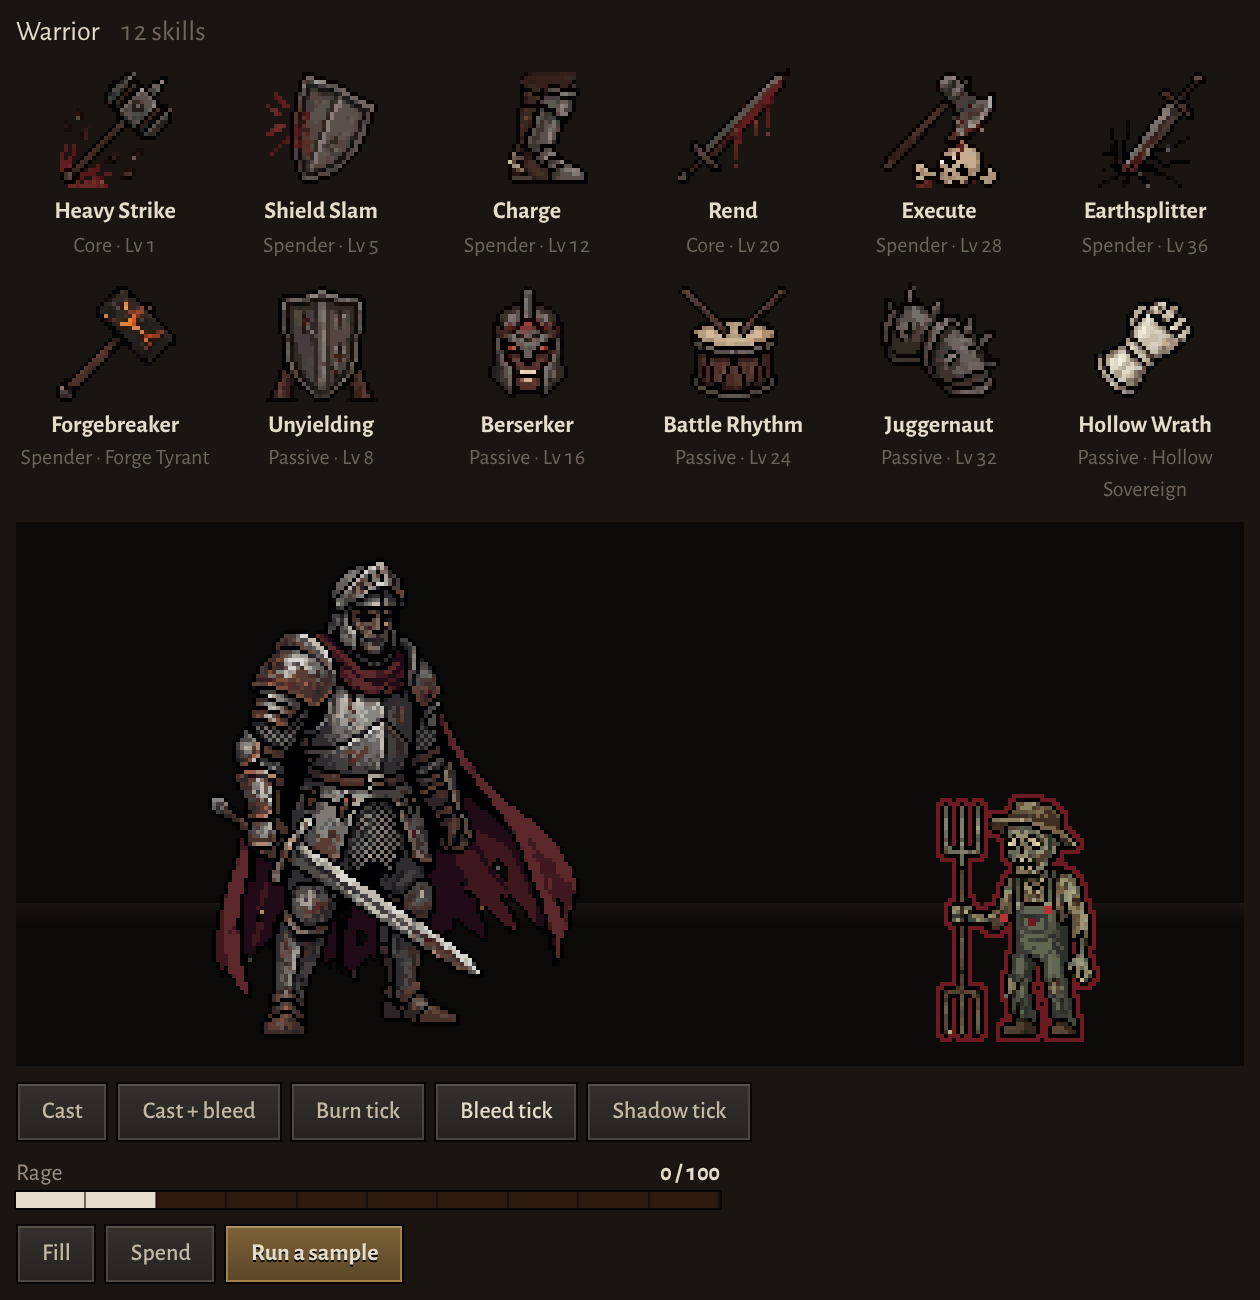 Warrior 12 skills
Heavy Strike Shield Slam Charge Rend Execute Earthsplitter
Core · Lv 1 Spender · Lv 5 Spender · Lv 12 Core · Lv 20 Spender · Lv 28 Spender · Lv 36
Forgebreaker Unyielding Berserker Battle Rhythm Juggernaut Hollow Wrath
Spender · Forge Tyrant Passive · Lv 8 Passive · Lv 16 Passive · Lv 24 Passive · Lv 32 Passive · Hollow
Sovereign
Cast Cast + bleed Burn tick Bleed tick Shadow tick
Rage 0 / 100
Fill Spend Run a sample